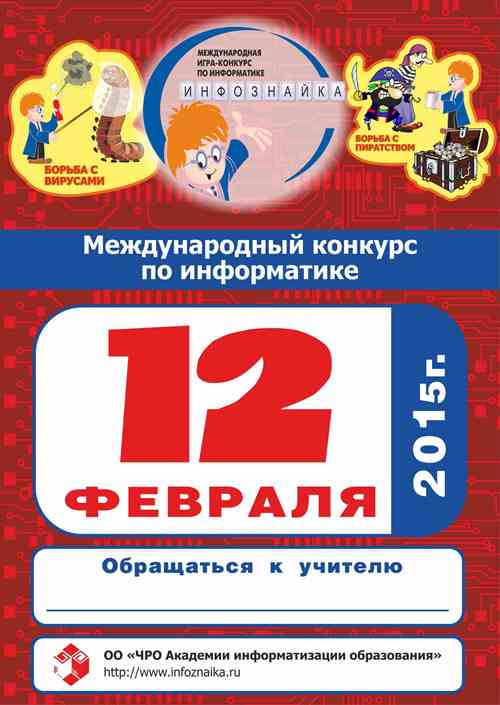 МЕЖДУНАРОДНАЯ
ИГРА-КОНКУРС
ПО ИНФОРМАТИКЕ
ИНФОЗНАЙКА
БОРЬБА С
ВИРУСАМИ
БОРЬБА С
ПИРАТСТВОМ
Международный конкурс
по информатике
12
ФЕВРАЛЯ
2015г.
Обращаться к учителю
ОО «ЧРО Академии информатизации образования»
http://www.infoznaika.ru